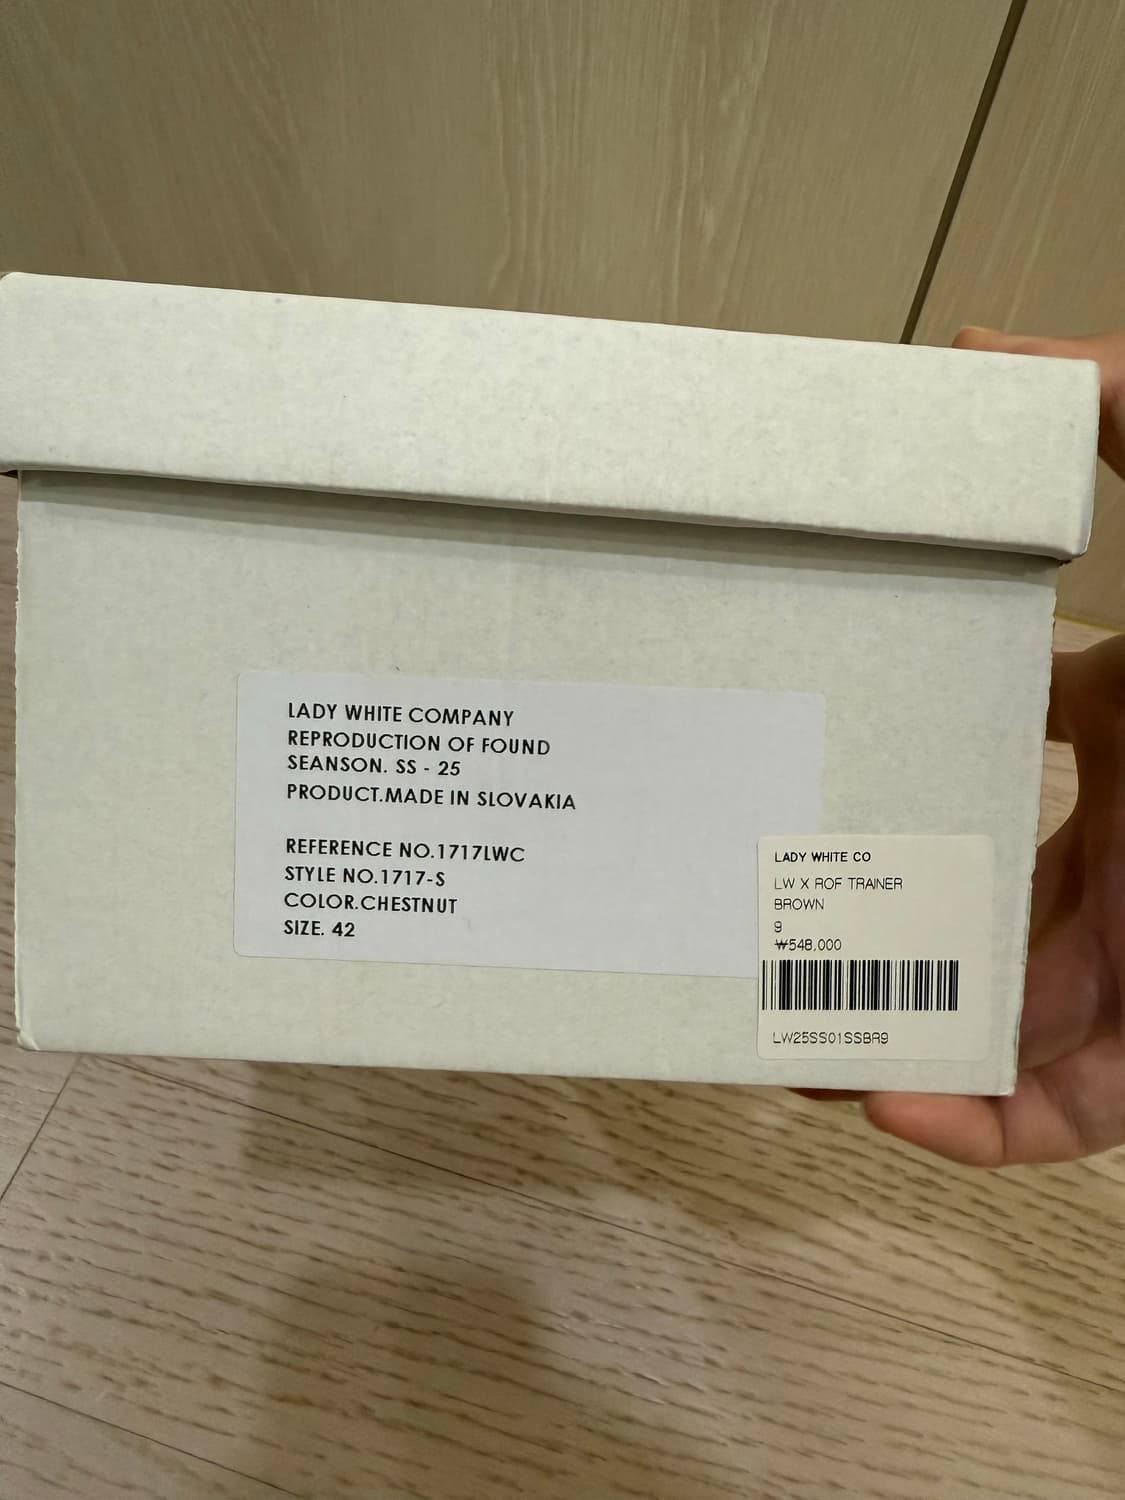 LADY WHITE COMPANY
REPRODUCTION OF FOUND
SEANSON. SS - 25
PRODUCT.MADE IN SLOVAKIA
REFERENCE NO.1717LWC
STYLE NO.1717-S
COLOR.CHESTNUT
SIZE. 42
LADY WHITE CO
LW X ROF TRAINER
BROWN
9
₩548,000
LW25SS01SSBR9